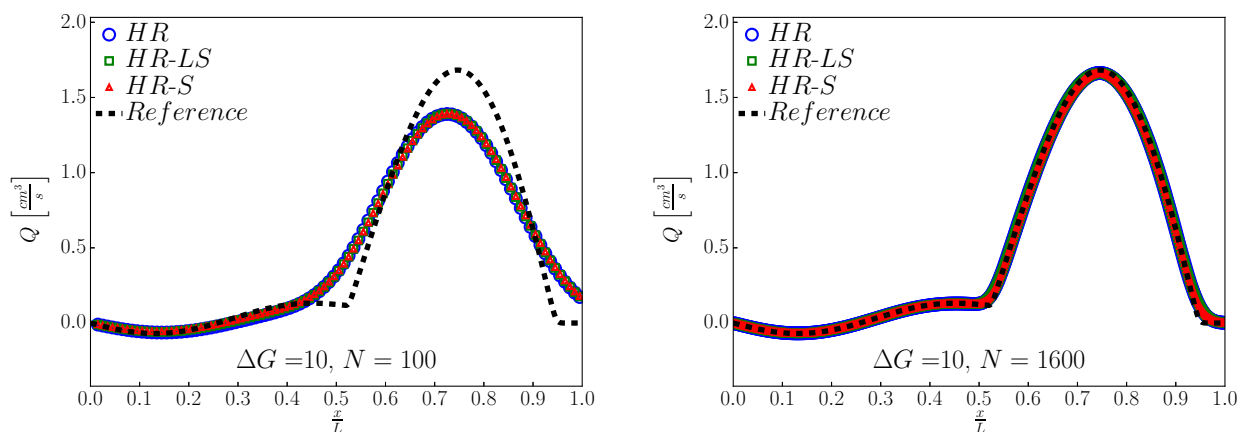 2.0
1.5
1.0
0.5
0.0
Q [cm³/s]
HR
HR-LS
HR-S
Reference
ΔG =10, N = 100
0.0 0.1 0.2 0.3 0.4 0.5 0.6 0.7 0.8 0.9 1.0
x/L
2.0
1.5
1.0
0.5
0.0
Q [cm³/s]
HR
HR-LS
HR-S
Reference
ΔG =10, N = 1600
0.0 0.1 0.2 0.3 0.4 0.5 0.6 0.7 0.8 0.9 1.0
x/L